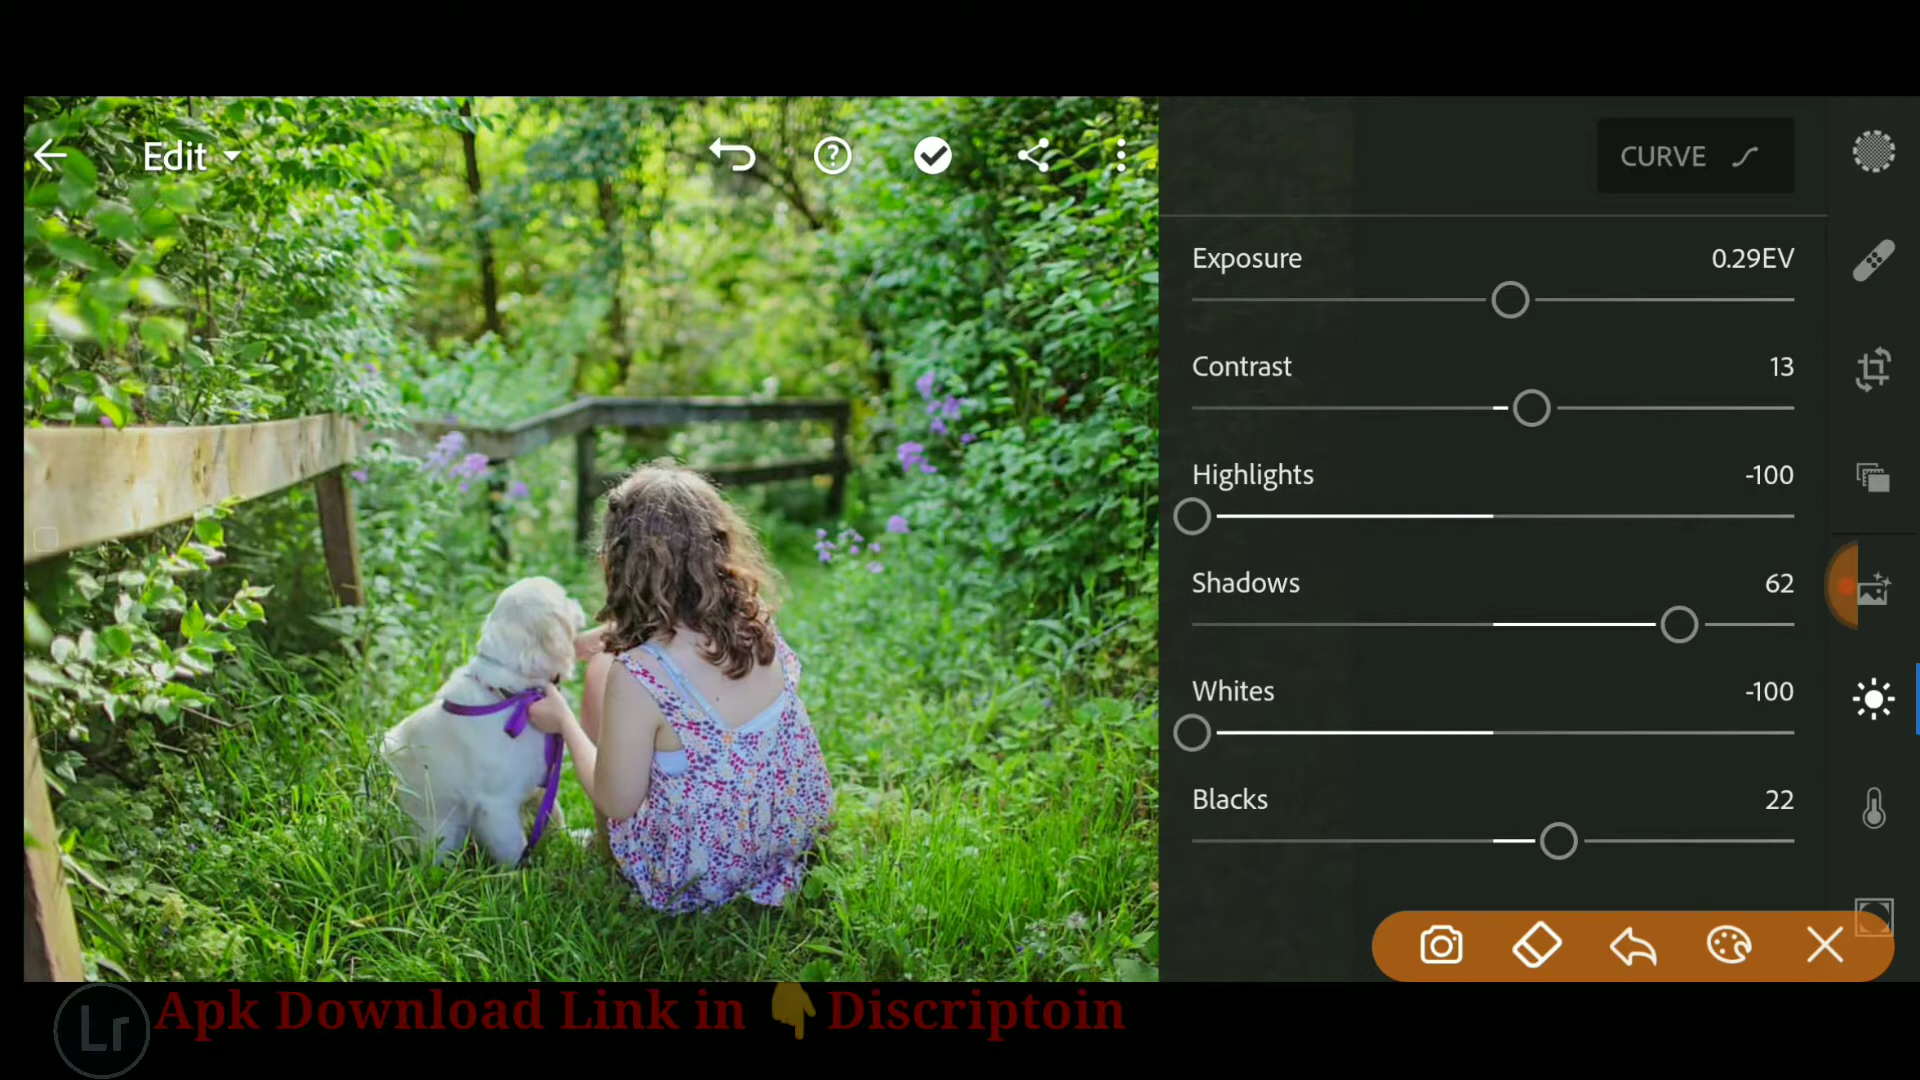 Edit
CURVE
Exposure 0.29EV
Contrast 13
Highlights -100
Shadows 62
Whites -100
Blacks 22
Lr
Apk Download Link in 👇 Discriptoin